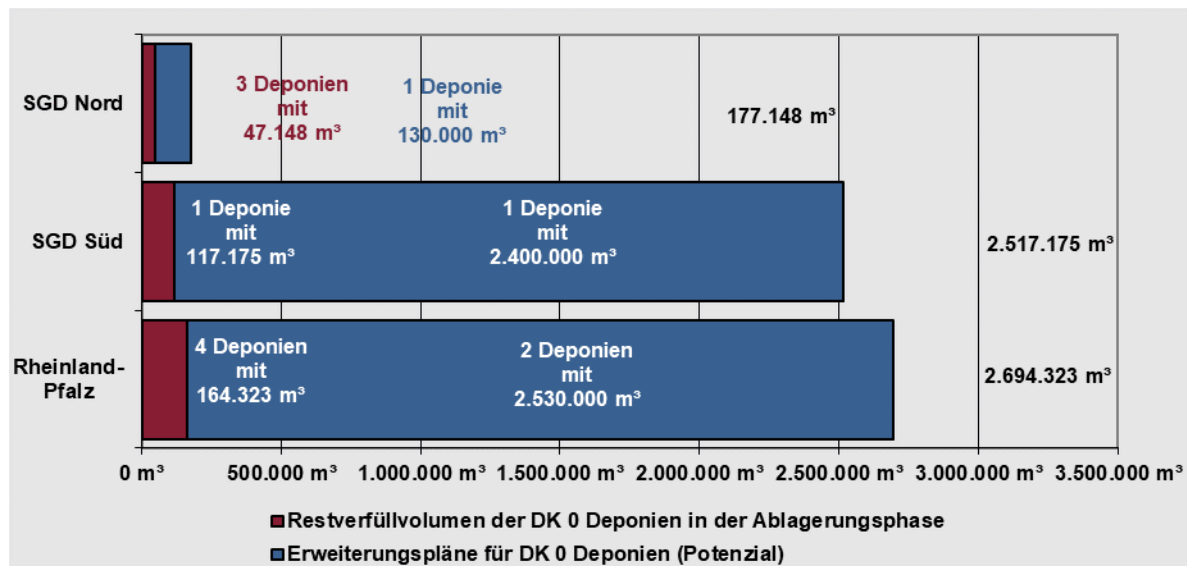 SGD Nord
3 Deponien
mit
47.148 m³
1 Deponie
mit
130.000 m³
177.148 m³
SGD Süd
1 Deponie
mit
117.175 m³
1 Deponie
mit
2.400.000 m³
2.517.175 m³
Rheinland-
Pfalz
4 Deponien
mit
164.323 m³
2 Deponien
mit
2.530.000 m³
2.694.323 m³
0 m³ 500.000 m³ 1.000.000 m³ 1.500.000 m³ 2.000.000 m³ 2.500.000 m³ 3.000.000 m³ 3.500.000 m³
Restverfüllvolumen der DK 0 Deponien in der Ablagerungsphase
Erweiterungspläne für DK 0 Deponien (Potenzial)